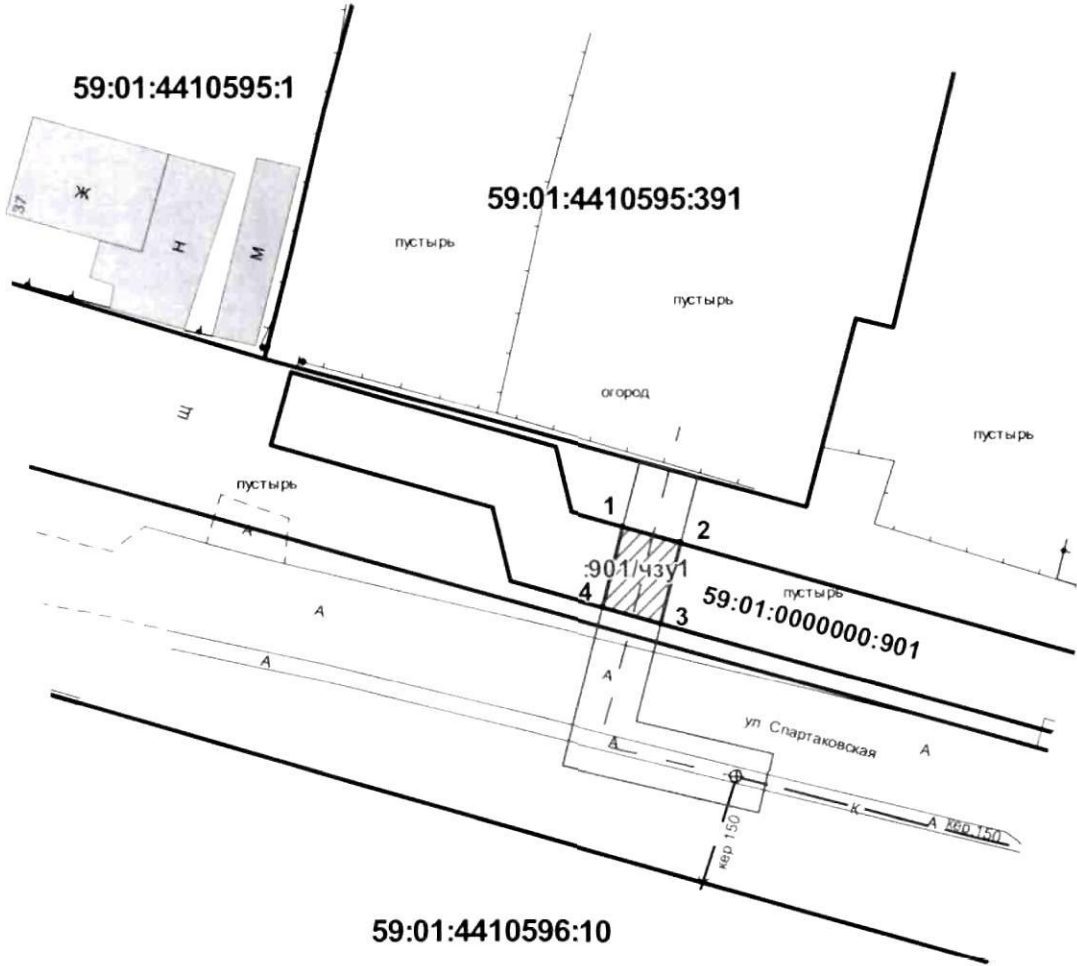 59:01:4410595:1
Ж
37
Н
М
59:01:4410595:391
пустырь
пустырь
огород
пустырь
Щ
пустырь
А
1
2
:901/чзу1
4
3
пустырь
59:01:0000000:901
А
А
А
ул Спартаковская
А
А
К
А
кер 150
кер 150
59:01:4410596:10